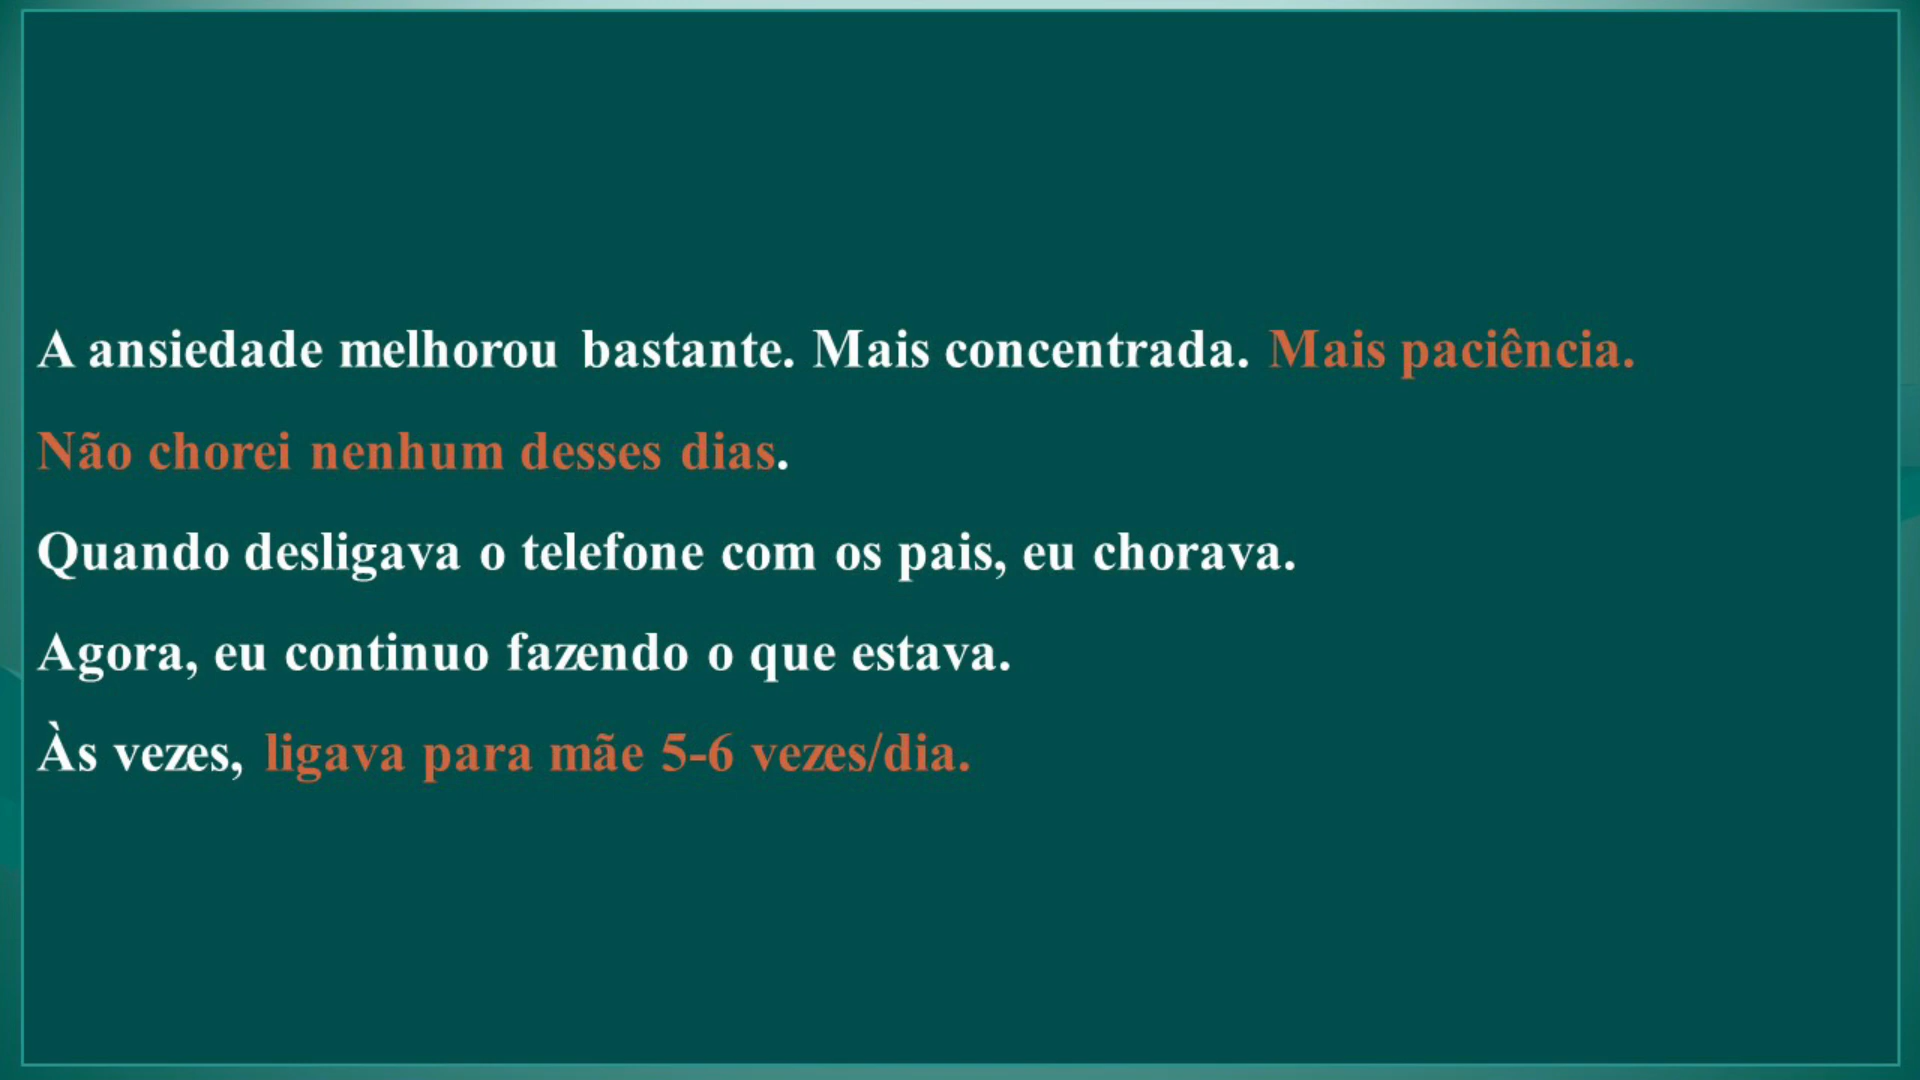 A ansiedade melhorou bastante. Mais concentrada. Mais paciência.
Não chorei nenhum desses dias.
Quando desligava o telefone com os pais, eu chorava.
Agora, eu continuo fazendo o que estava.
Às vezes, ligava para mãe 5-6 vezes/dia.